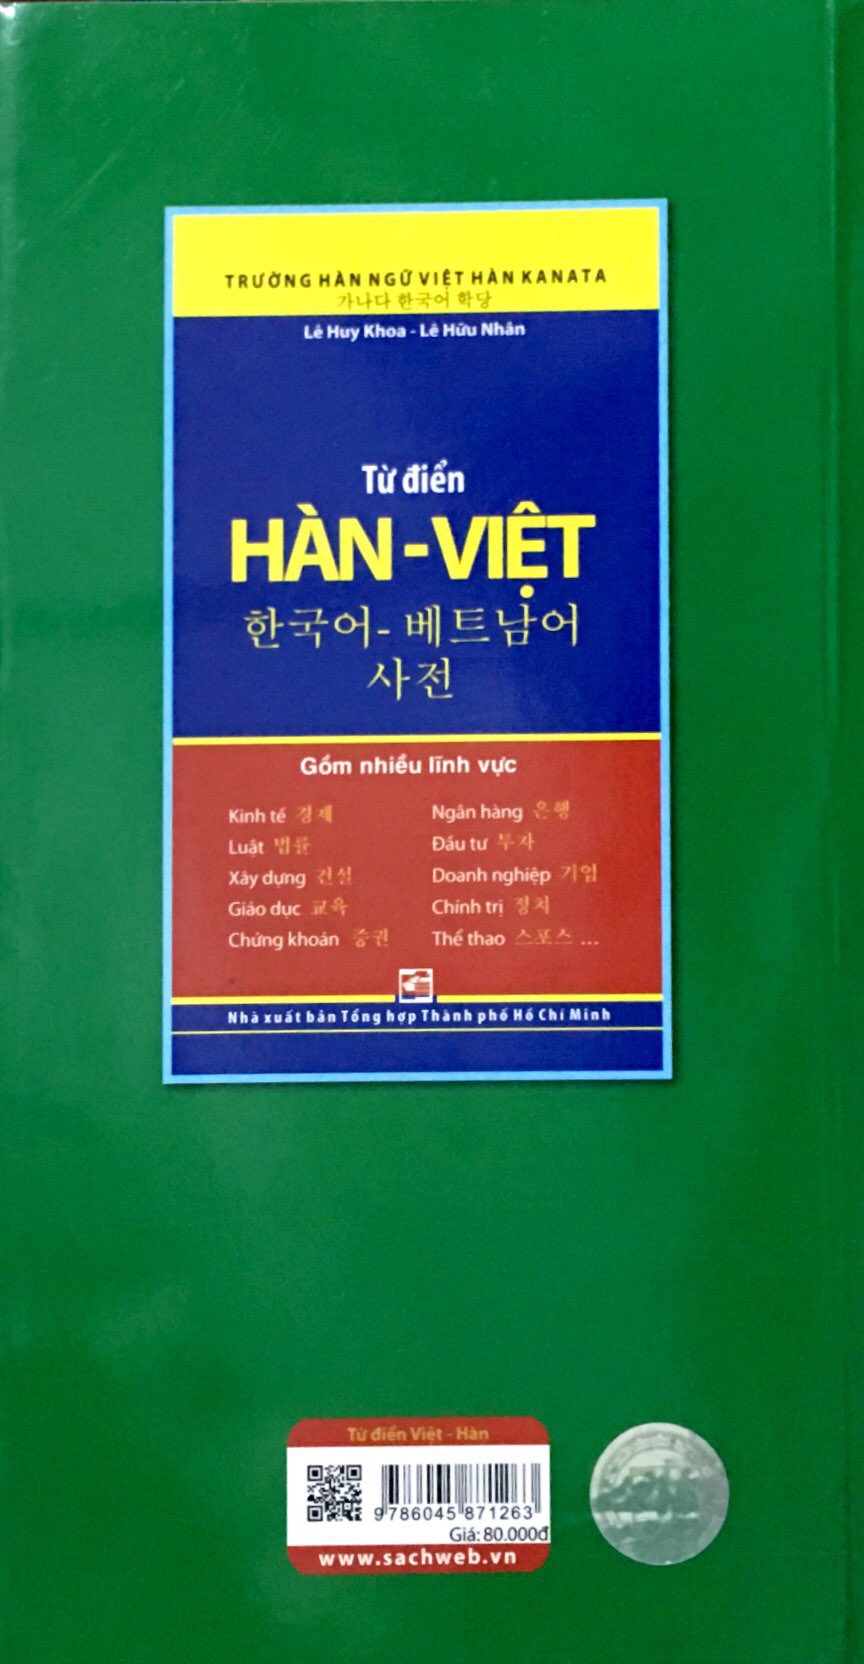 TRƯỜNG HÀN NGỮ VIỆT HÀN KANATA
가나다 한국어 학당
Lê Huy Khoa - Lê Hữu Nhân
Từ điển
HÀN-VIỆT
한국어- 베트남어
사전
Gồm nhiều lĩnh vực
Kinh tế 경제 Ngân hàng 은행
Luật 법률 Đầu tư 투자
Xây dựng 건설 Doanh nghiệp 기업
Giáo dục 교육 Chính trị 정치
Chứng khoán 증권 Thể thao 스포스 ...
Nhà xuất bản Tổng hợp Thành phố Hồ Chí Minh
Từ điển Việt - Hàn
9 786045 871263
Giá: 80.000đ
www.sachweb.vn